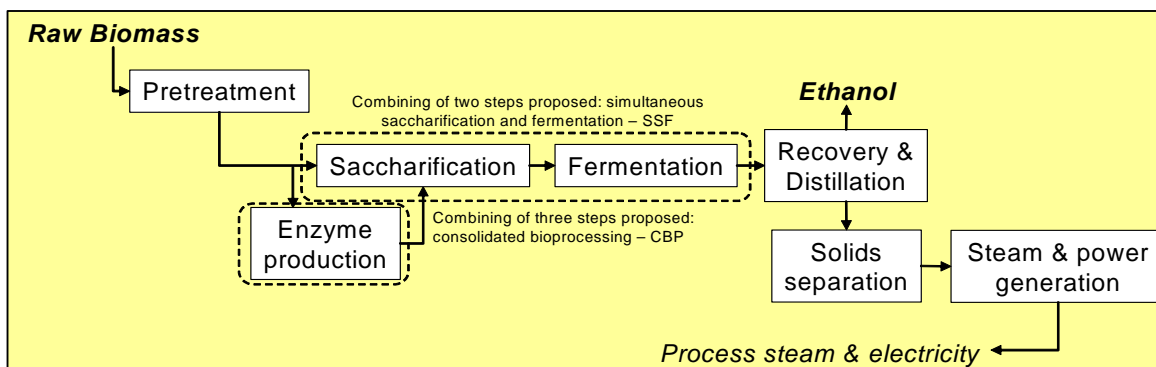 Raw Biomass
Pretreatment
Combining of two steps proposed: simultaneous
saccharification and fermentation – SSF
Ethanol
Saccharification
Fermentation
Recovery &
Distillation
Enzyme
production
Combining of three steps proposed:
consolidated bioprocessing – CBP
Solids
separation
Steam & power
generation
Process steam & electricity